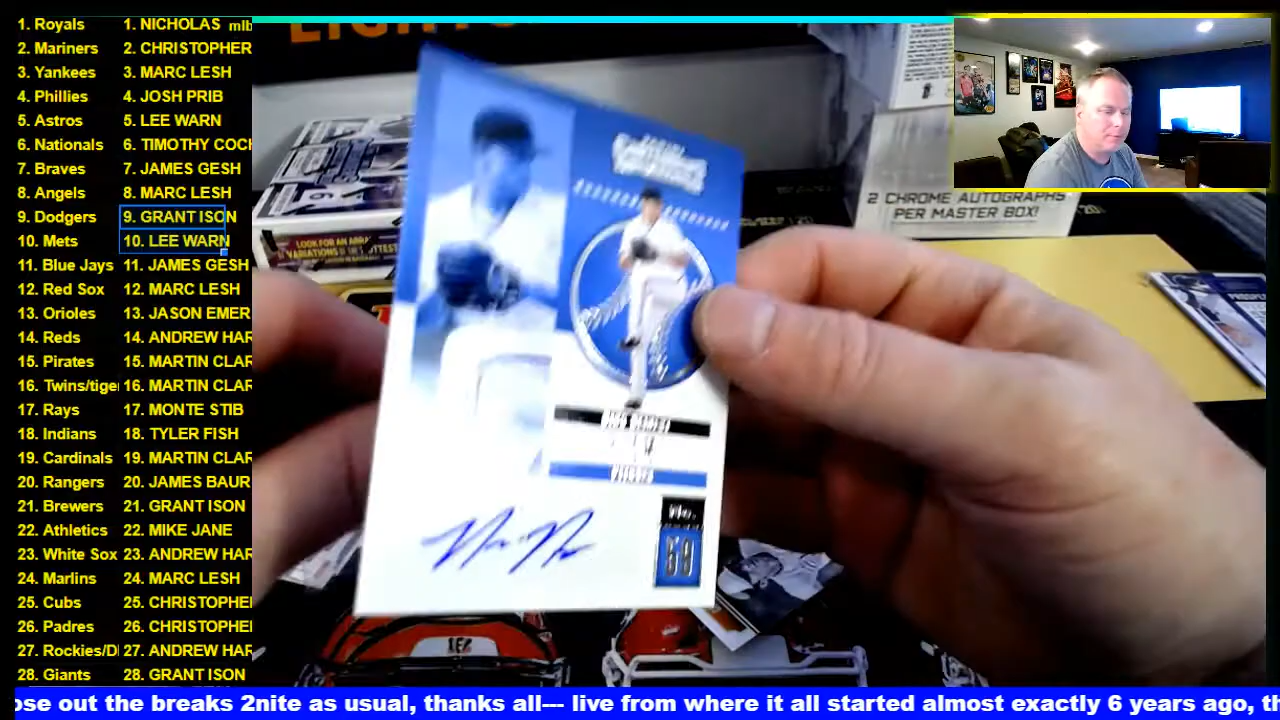 1. Royals 1. NICHOLAS mlb
2. Mariners 2. CHRISTOPHER
3. Yankees 3. MARC LESH
4. Phillies 4. JOSH PRIB
5. Astros 5. LEE WARN
6. Nationals 6. TIMOTHY COCH
7. Braves 7. JAMES GESH
8. Angels 8. MARC LESH
9. Dodgers 9. GRANT ISON
10. Mets 10. LEE WARN
11. Blue Jays 11. JAMES GESH
12. Red Sox 12. MARC LESH
13. Orioles 13. JASON EMER
14. Reds 14. ANDREW HAR
15. Pirates 15. MARTIN CLAR
16. Twins/tige 16. MARTIN CLAR
17. Rays 17. MONTE STIB
18. Indians 18. TYLER FISH
19. Cardinals 19. MARTIN CLAR
20. Rangers 20. JAMES BAUR
21. Brewers 21. GRANT ISON
22. Athletics 22. MIKE JANE
23. White Sox 23. ANDREW HAR
24. Marlins 24. MARC LESH
25. Cubs 25. CHRISTOPHE
26. Padres 26. CHRISTOPHE
27. Rockies/D 27. ANDREW HAR
28. Giants 28. GRANT ISON
2 CHROME AUTOGRAPHS
PER MASTER BOX!
LOOK FOR AN
VARIATIONS
No.
ose out the breaks 2nite as usual, thanks all--- live from where it all started almost exactly 6 years ago, th